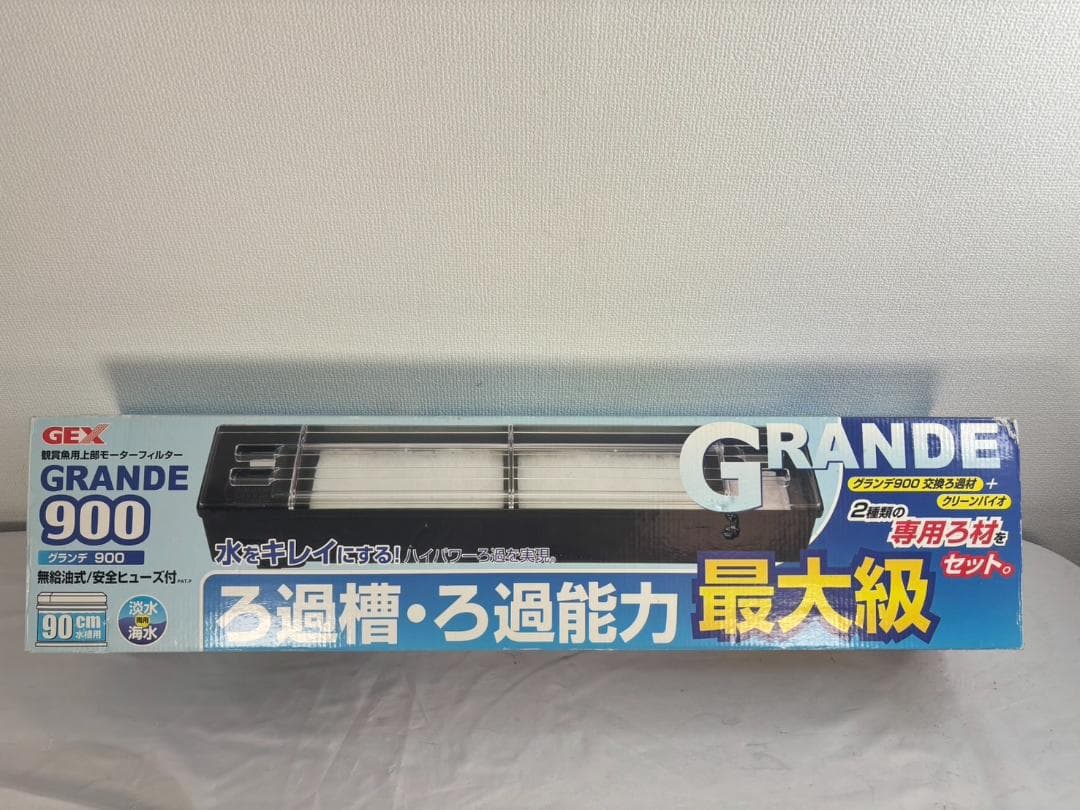 GEX
観賞魚用上部モーターフィルター
GRANDE
900
グランデ 900
無給油式/安全ヒューズ付 PAT.P
90cm
水槽用
淡水
両用
海水
水をキレイにする!ハイパワーろ過を実現。
ろ過槽・ろ過能力 最大級
GRANDE
グランデ900 交換ろ過材 +
クリーンバイオ
2種類の
専用ろ材を
セット。